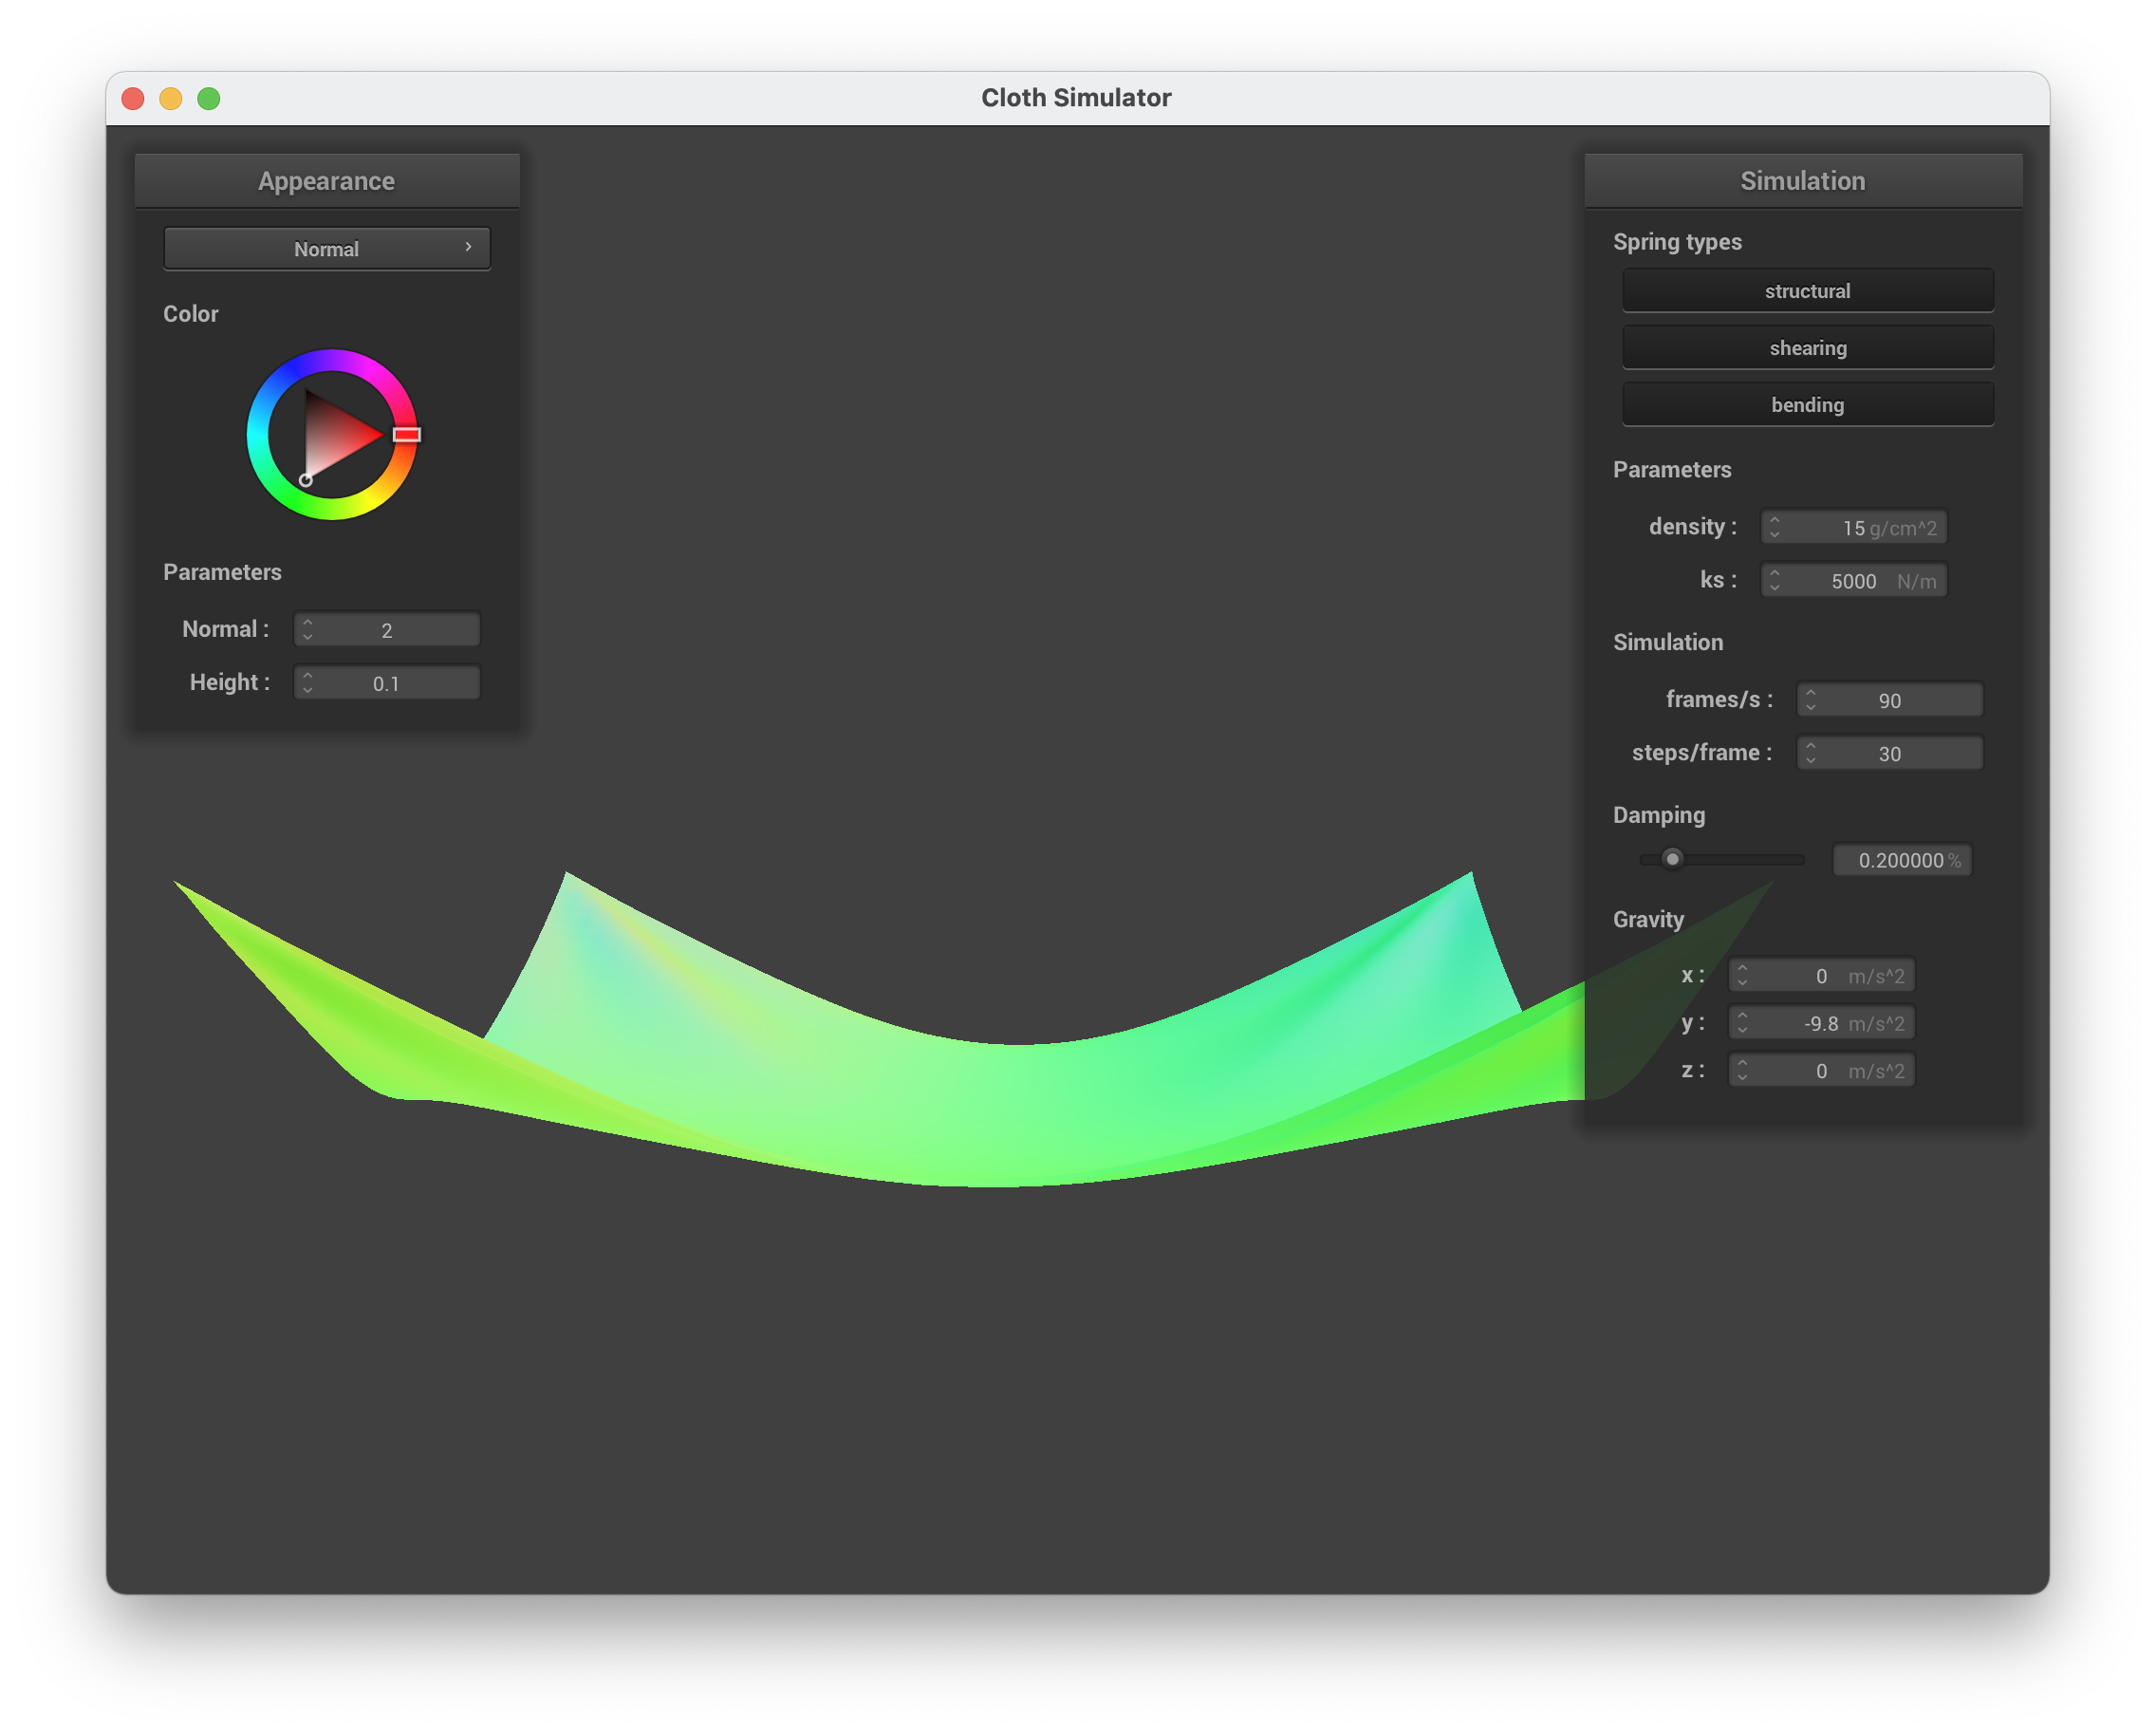 Cloth Simulator
Appearance
Normal
Color
Parameters
Normal : 2
Height : 0.1
Simulation
Spring types
structural
shearing
bending
Parameters
density : 15 g/cm^2
ks : 5000 N/m
Simulation
frames/s : 90
steps/frame : 30
Damping
0.200000 %
Gravity
x : 0 m/s^2
y : -9.8 m/s^2
z : 0 m/s^2